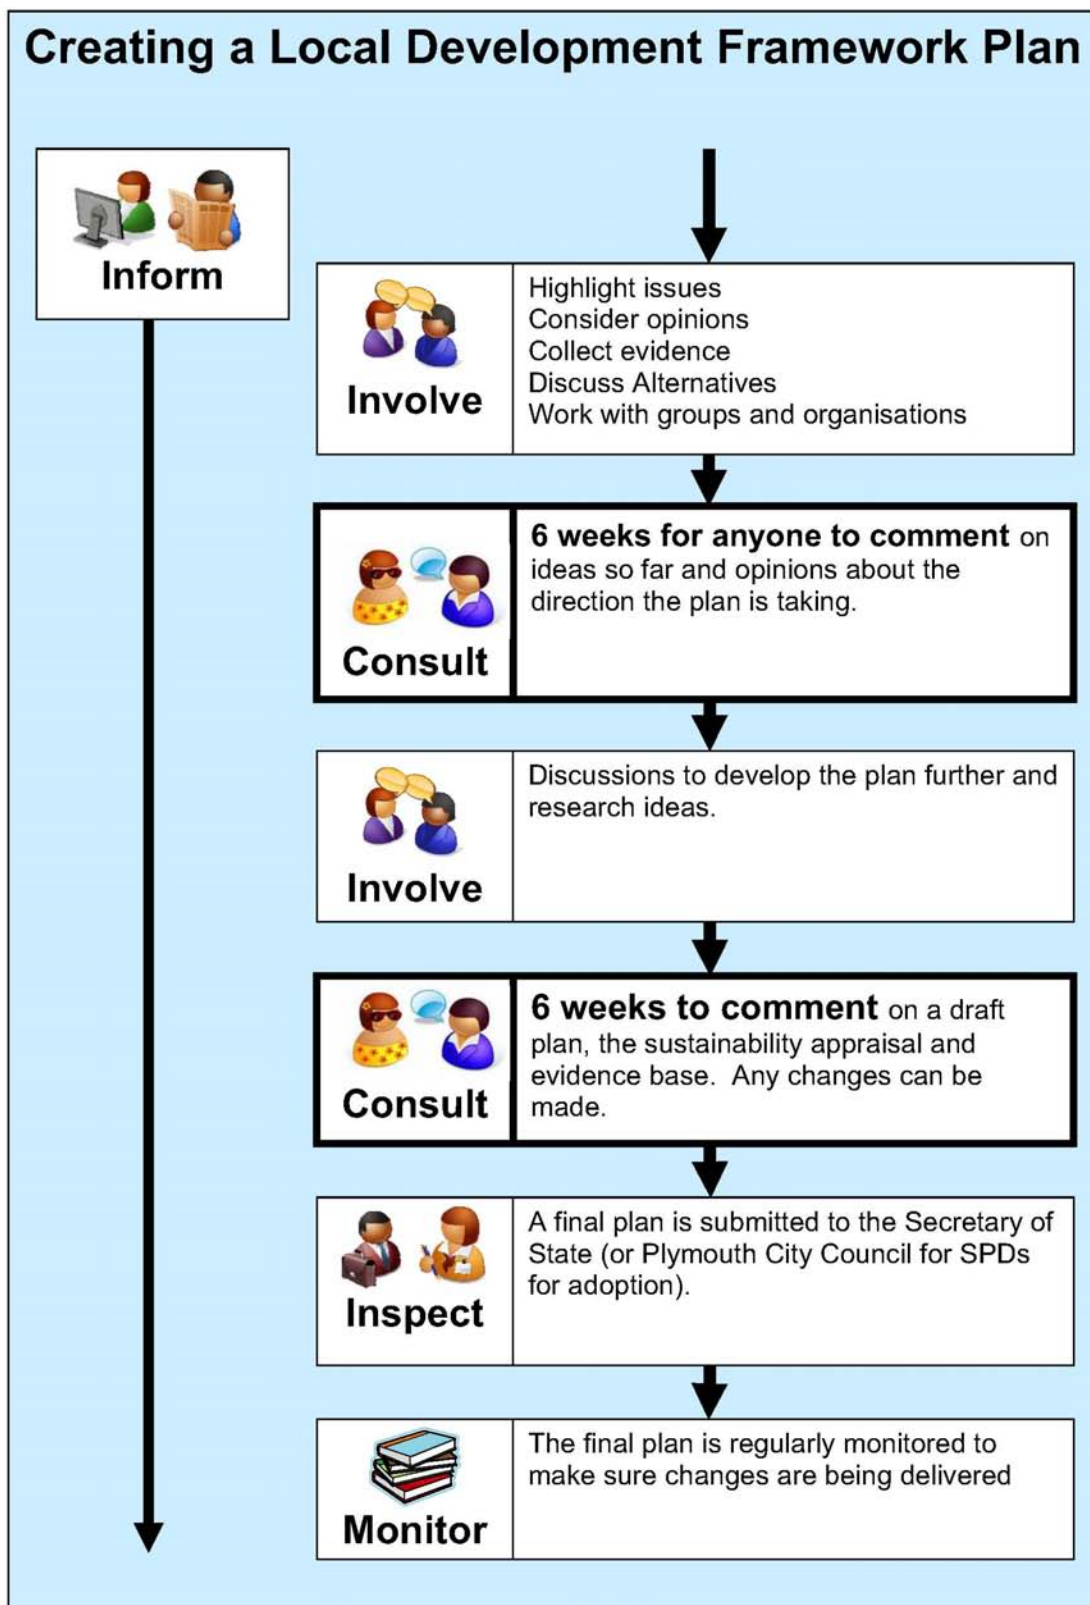 Creating a Local Development Framework Plan
Inform
Involve
Highlight issues
Consider opinions
Collect evidence
Discuss Alternatives
Work with groups and organisations
Consult
6 weeks for anyone to comment on
ideas so far and opinions about the
direction the plan is taking.
Involve
Discussions to develop the plan further and
research ideas.
Consult
6 weeks to comment on a draft
plan, the sustainability appraisal and
evidence base.  Any changes can be
made.
Inspect
A final plan is submitted to the Secretary of
State (or Plymouth City Council for SPDs
for adoption).
Monitor
The final plan is regularly monitored to
make sure changes are being delivered